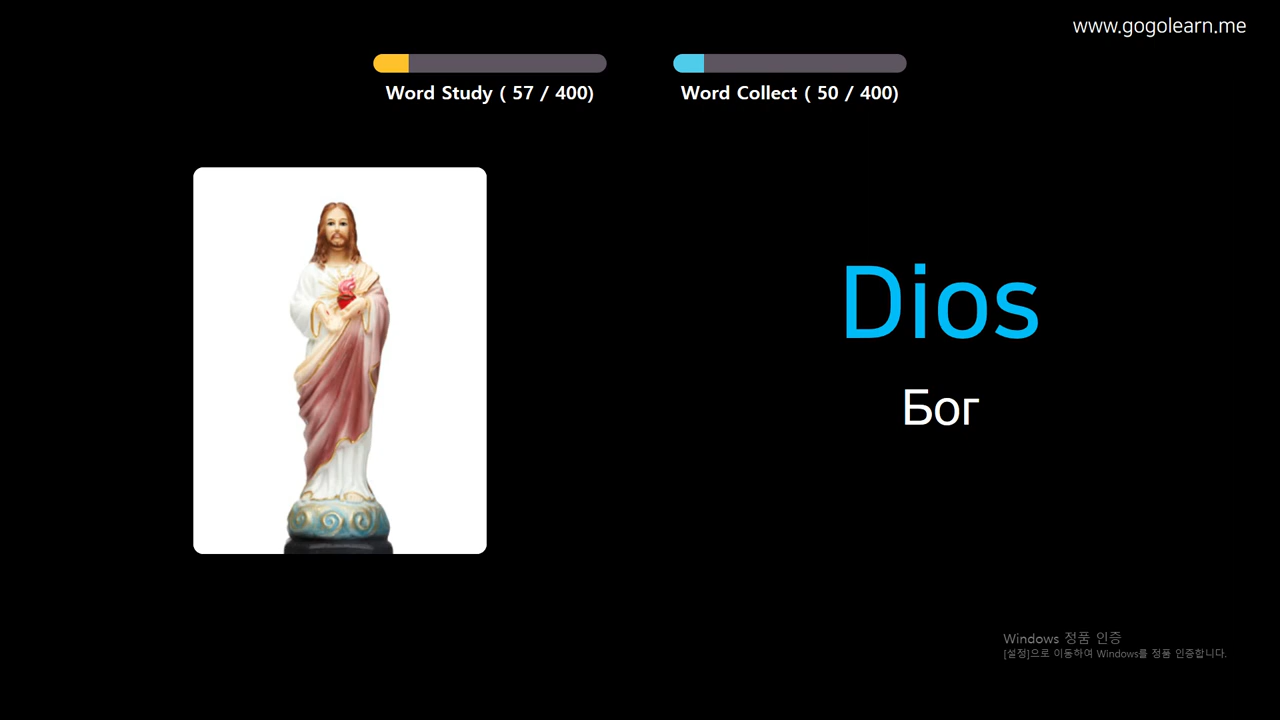 www.gogolearn.me
Word Study ( 57 / 400)
Word Collect ( 50 / 400)
Dios
Бог
Windows 정품 인증
[설정]으로 이동하여 Windows를 정품 인증합니다.